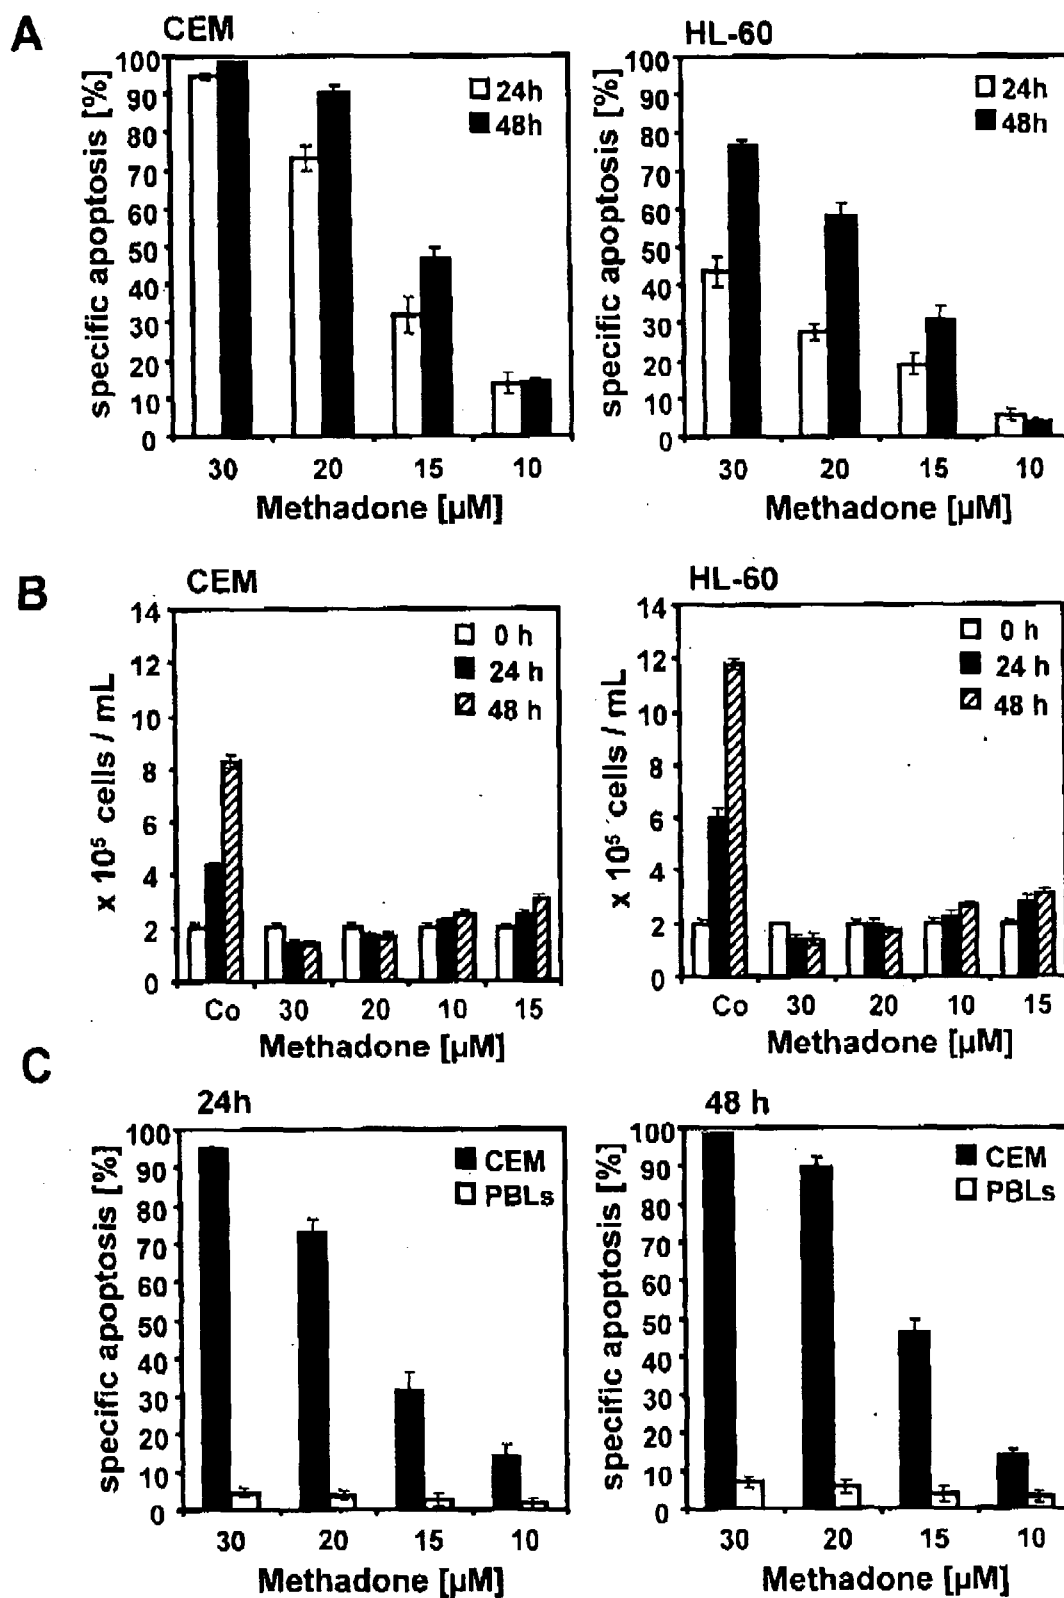 A
CEM
specific apoptosis [%]
100
90
80
70
60
50
40
30
20
10
0
24h
48h
30 20 15 10
Methadone [µM]
HL-60
specific apoptosis [%]
100
90
80
70
60
50
40
30
20
10
0
24h
48h
30 20 15 10
Methadone [µM]
B
CEM
x 10⁵ cells / mL
14
12
10
8
6
4
2
0
0 h
24 h
48 h
Co 30 20 10 15
Methadone [µM]
HL-60
x 10⁵ cells / mL
14
12
10
8
6
4
2
0
0 h
24 h
48 h
Co 30 20 10 15
Methadone [µM]
C
24h
specific apoptosis [%]
100
90
80
70
60
50
40
30
20
10
0
CEM
PBLs
30 20 15 10
Methadone [µM]
48 h
specific apoptosis [%]
100
90
80
70
60
50
40
30
20
10
0
CEM
PBLs
30 20 15 10
Methadone [µM]